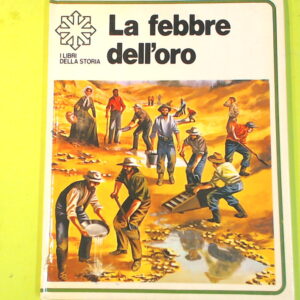 La febbre
dell'oro
I LIBRI
DELLA STORIA